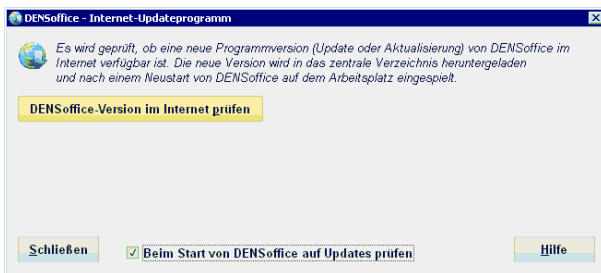 DENSoffice - Internet-Updateprogramm
Es wird geprüft, ob eine neue Programmversion (Update oder Aktualisierung) von DENSoffice im
Internet verfügbar ist. Die neue Version wird in das zentrale Verzeichnis heruntergeladen
und nach einem Neustart von DENSoffice auf dem Arbeitsplatz eingespielt.
DENSoffice-Version im Internet prüfen
Schließen
Beim Start von DENSoffice auf Updates prüfen
Hilfe